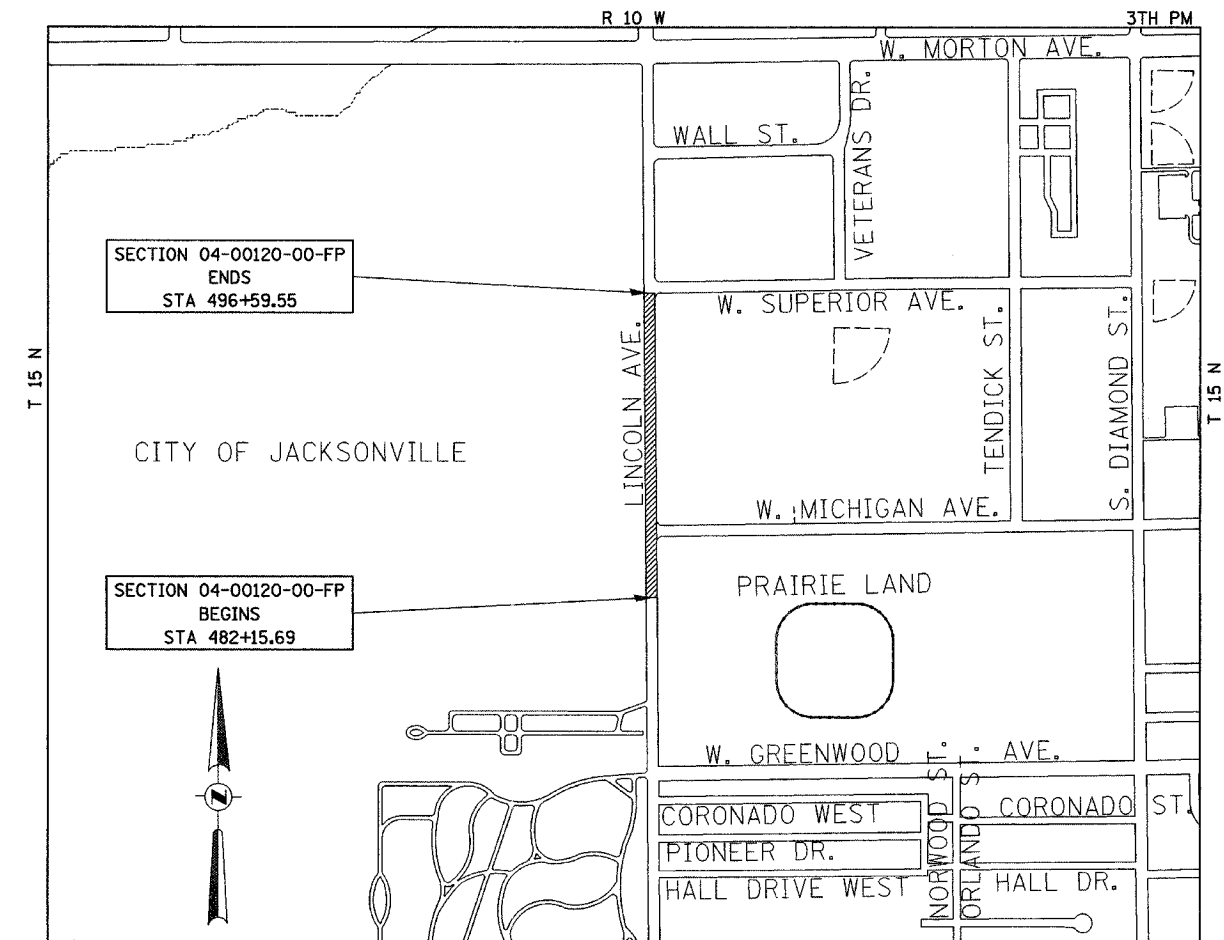 R 10 W
3TH PM
W. MORTON AVE.
WALL ST.
VETERANS DR.
SECTION 04-00120-00-FP
ENDS
STA 496+59.55
W. SUPERIOR AVE.
LINCOLN AVE.
TENDICK ST.
S. DIAMOND ST.
T 15 N
T 15 N
CITY OF JACKSONVILLE
W. MICHIGAN AVE.
SECTION 04-00120-00-FP
BEGINS
STA 482+15.69
PRAIRIE LAND
W. GREENWOOD AVE.
N
NORWOOD ST.
ORLANDO ST.
CORONADO WEST
CORONADO ST.
PIONEER DR.
HALL DRIVE WEST
HALL DR.